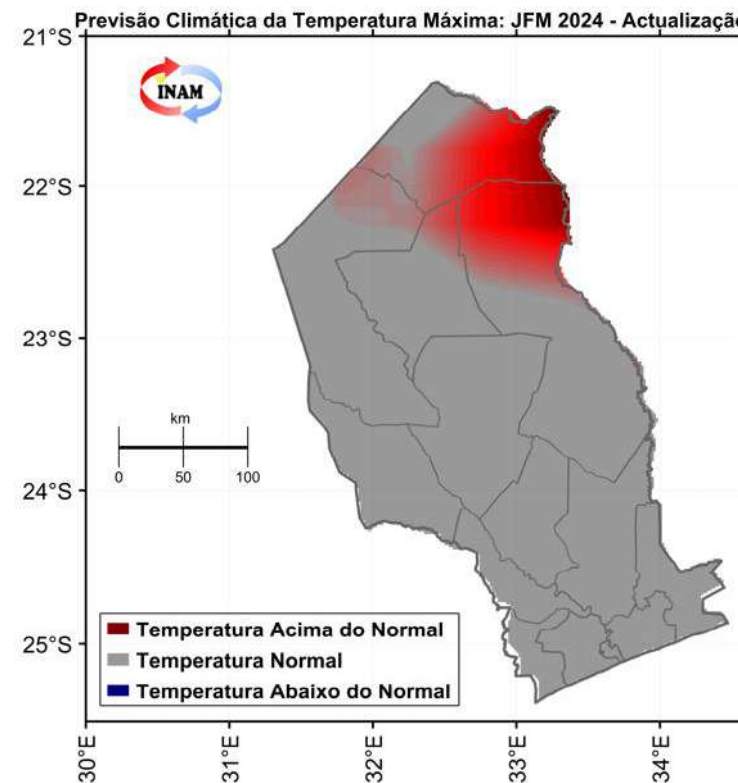 Previsão Climática da Temperatura Máxima: JFM 2024 - Actualização
21°S
INAM
22°S
23°S
km
0 50 100
24°S
Temperatura Acima do Normal
Temperatura Normal
Temperatura Abaixo do Normal
25°S
30°E 31°E 32°E 33°E 34°E